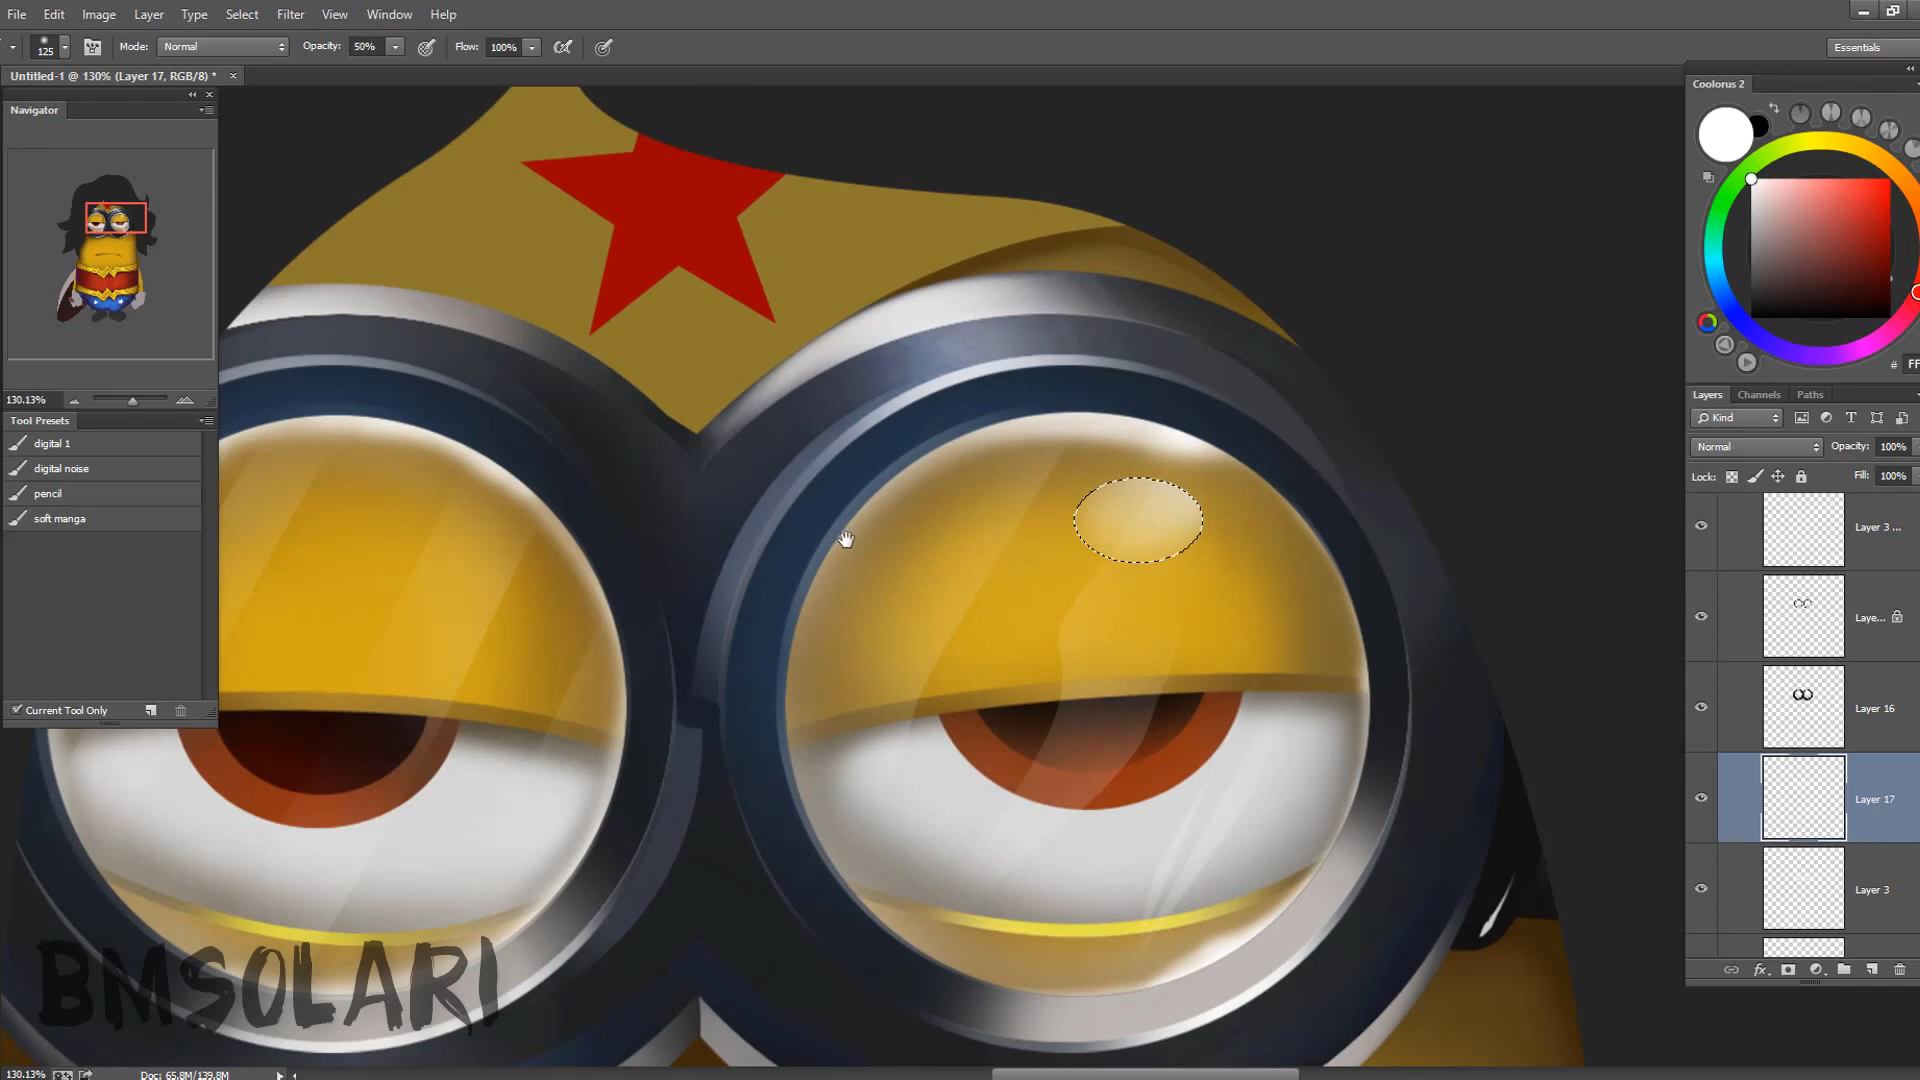 File Edit Image Layer Type Select Filter View Window Help
125 Mode: Normal Opacity: 50% Flow: 100% Essentials
Untitled-1 @ 130% (Layer 17, RGB/8) *
Navigator
130.13%
Tool Presets
digital 1
digital noise
pencil
soft manga
Current Tool Only
Coolorus 2
# FF
Layers Channels Paths
Kind
Normal Opacity: 100%
Lock: Fill: 100%
Layer 3 ...
Laye...
Layer 16
Layer 17
Layer 3
fx
BMSOLARI
130.13% Doc: 65.8M/139.8M